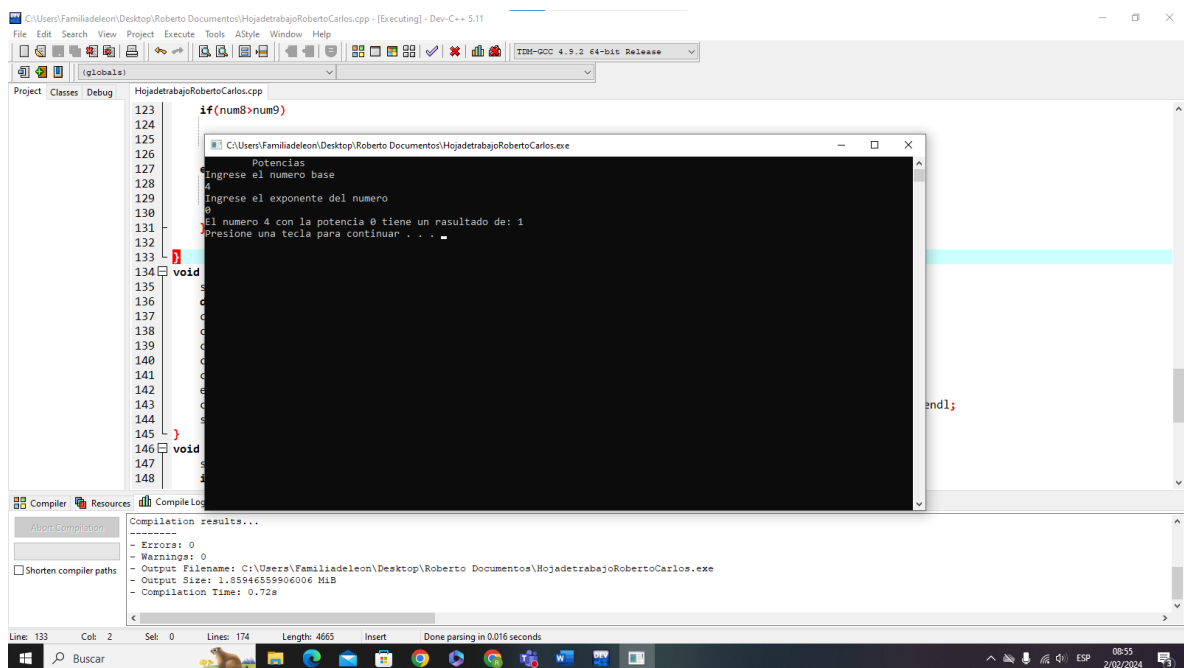 C:\Users\Familiadeleon\Desktop\Roberto Documentos\HojadetrabajoRobertoCarlos.cpp - [Executing] - Dev-C++ 5.11
File Edit Search View Project Execute Tools AStyle Window Help
TDM-GCC 4.9.2 64-bit Release
(globals)
Project Classes Debug HojadetrabajoRobertoCarlos.cpp
123 if(num8>num9)
124
125
C:\Users\Familiadeleon\Desktop\Roberto Documentos\HojadetrabajoRobertoCarlos.exe
Potencias
Ingrese el numero base
4
Ingrese el exponente del numero
0
El numero 4 con la potencia 0 tiene un rasultado de: 1
Presione una tecla para continuar . . .
126
127 e
128
129
130
131 }
132
133 }
134 void
135 s
136 d
137 c
138 c
139 c
140 c
141 c
142 e
143 c endl;
144 s
145 }
146 void
147 s
148 i
Compiler Resources Compile Log
Abort Compilation
Shorten compiler paths
Compilation results...
--------
- Errors: 0
- Warnings: 0
- Output Filename: C:\Users\Familiadeleon\Desktop\Roberto Documentos\HojadetrabajoRobertoCarlos.exe
- Output Size: 1.85946559906006 MiB
- Compilation Time: 0.72s
Line: 133 Col: 2 Sel: 0 Lines: 174 Length: 4665 Insert Done parsing in 0.016 seconds
Buscar
ESP
08:55
2/02/2024